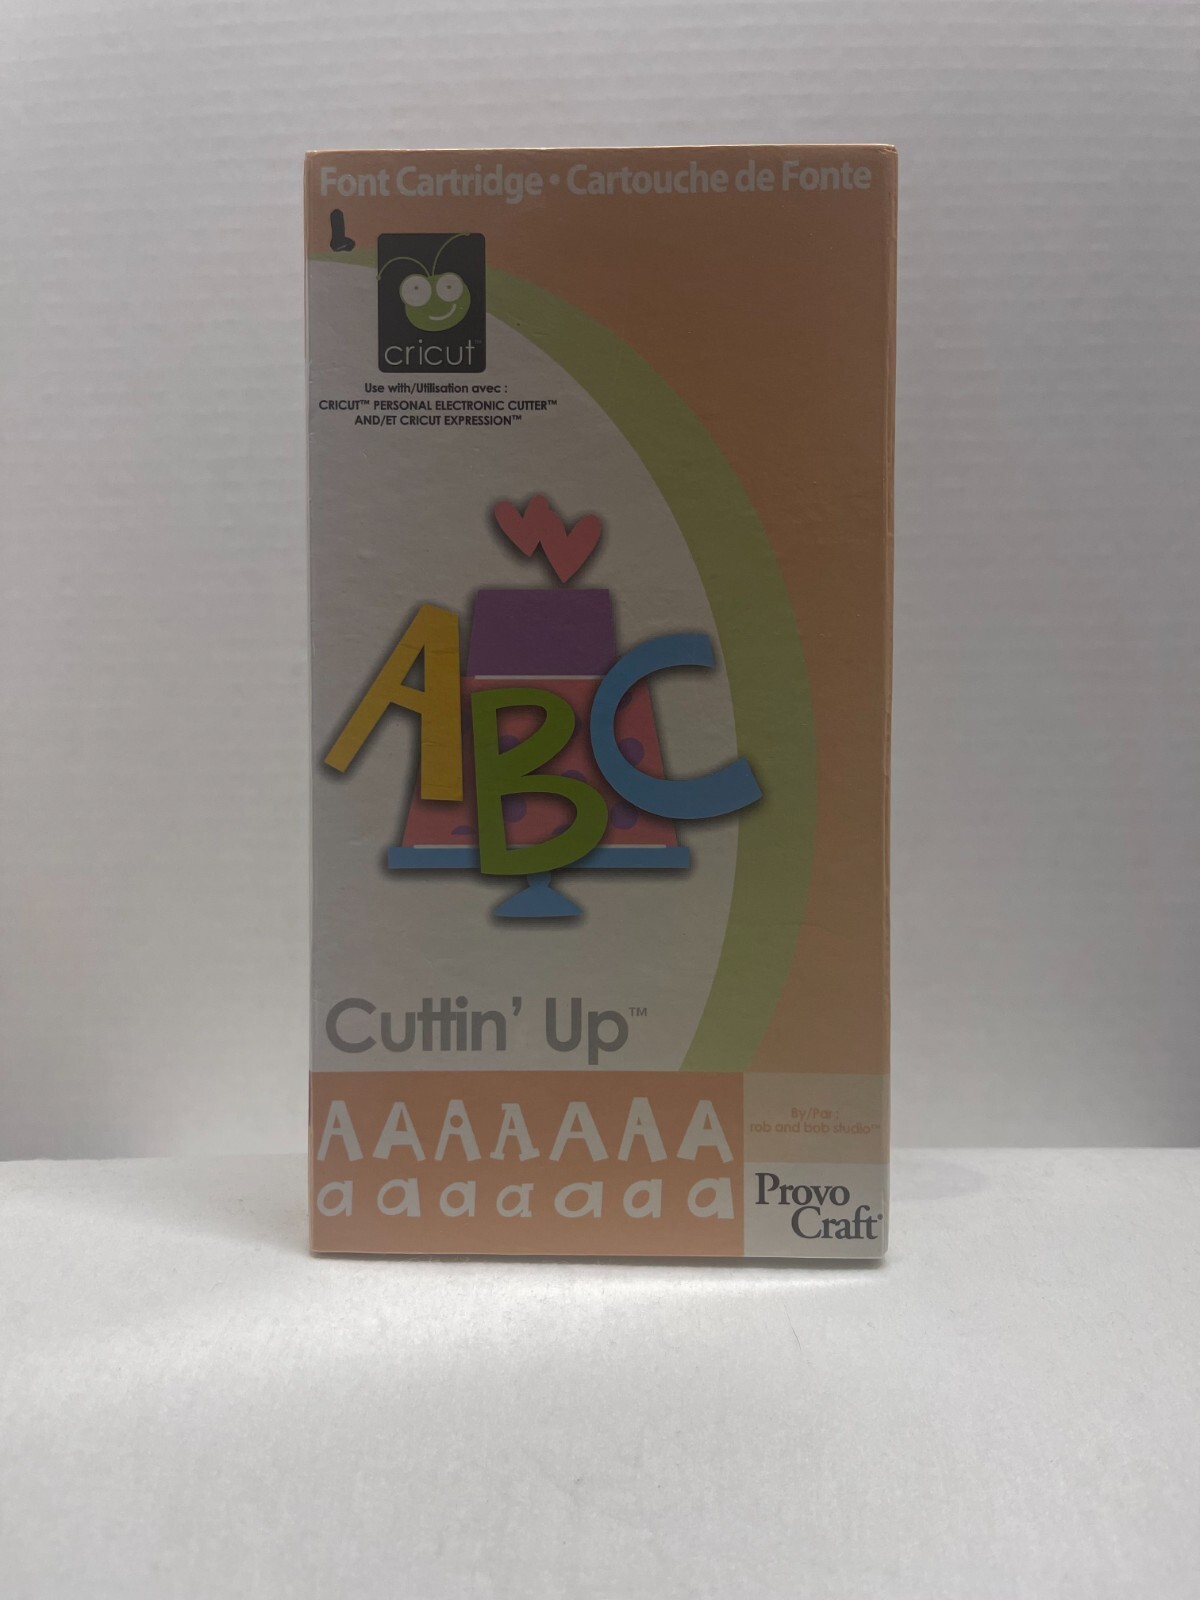 Font Cartridge • Cartouche de Fonte
L
cricut™
Use with/Utilisation avec :
CRICUT™ PERSONAL ELECTRONIC CUTTER™
AND/ET CRICUT EXPRESSION™
ABC
Cuttin' Up™
AAAAAAA
aaaaaaa
By/Par :
rob and bob studio™
Provo
Craft®